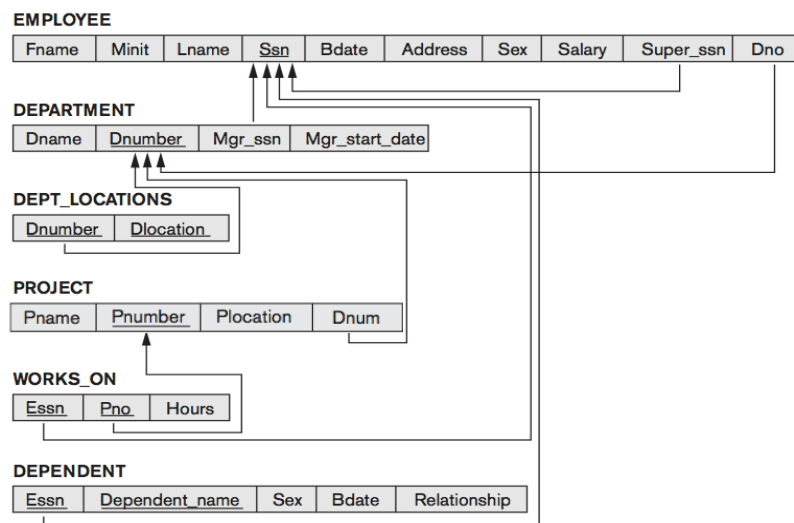 EMPLOYEE
Fname Minit Lname Ssn Bdate Address Sex Salary Super_ssn Dno
DEPARTMENT
Dname Dnumber Mgr_ssn Mgr_start_date
DEPT_LOCATIONS
Dnumber Dlocation
PROJECT
Pname Pnumber Plocation Dnum
WORKS_ON
Essn Pno Hours
DEPENDENT
Essn Dependent_name Sex Bdate Relationship